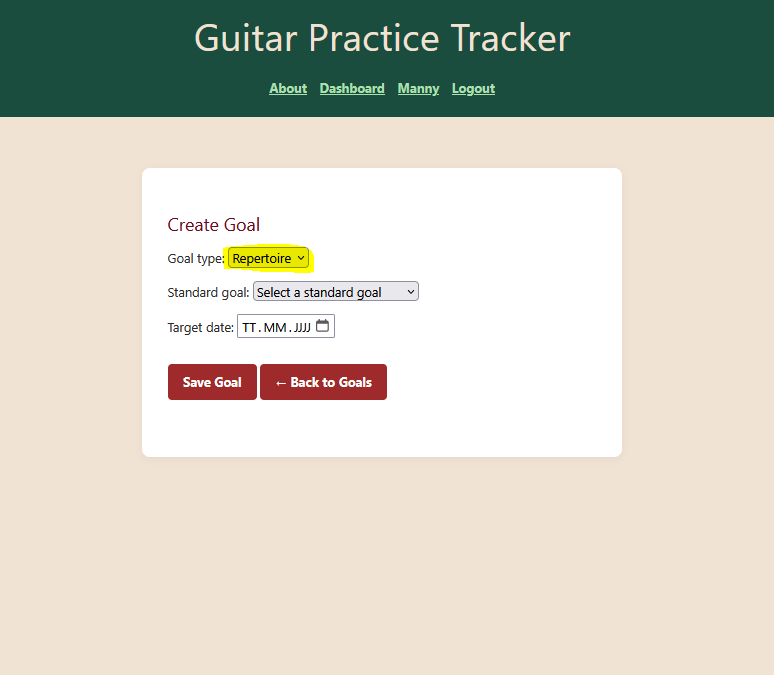 Guitar Practice Tracker
About Dashboard Manny Logout
Create Goal
Goal type: Repertoire
Standard goal: Select a standard goal
Target date: TT.MM.JJJJ
Save Goal ← Back to Goals